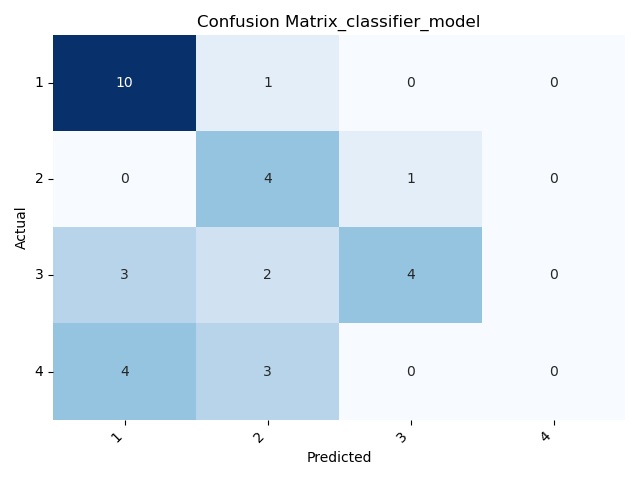 Confusion Matrix_classifier_model
Actual
1 10 1 0 0
2 0 4 1 0
3 3 2 4 0
4 4 3 0 0
1 2 3 4
Predicted